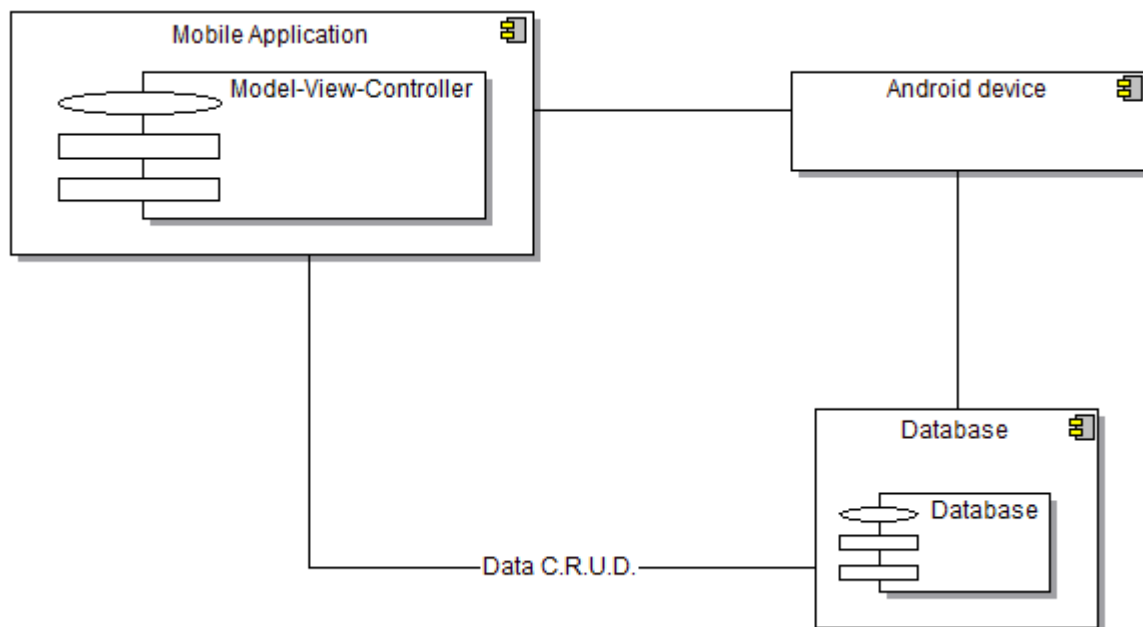 Mobile Application
Model-View-Controller
Android device
Database
Database
Data C.R.U.D.